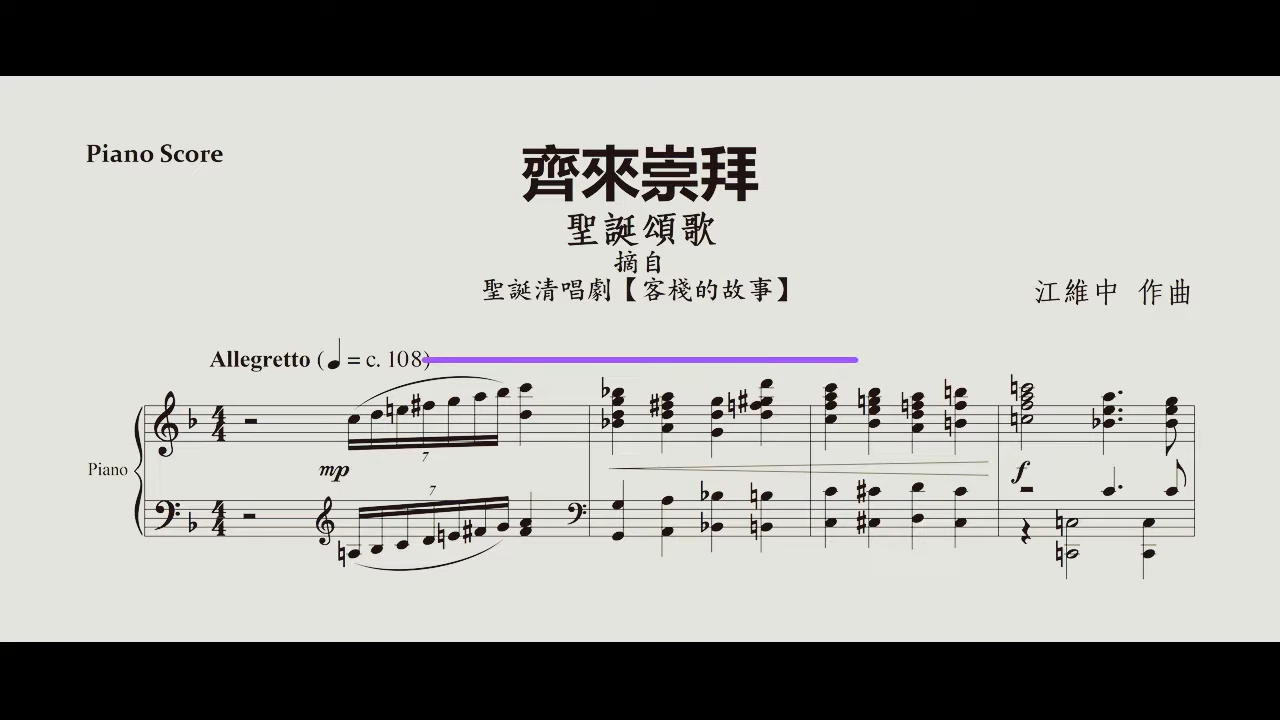 Piano Score
齊來崇拜
聖誕頌歌
摘自
聖誕清唱劇【客棧的故事】
江維中 作曲
Allegretto (♩= c. 108)
7
mp
Piano
f
7